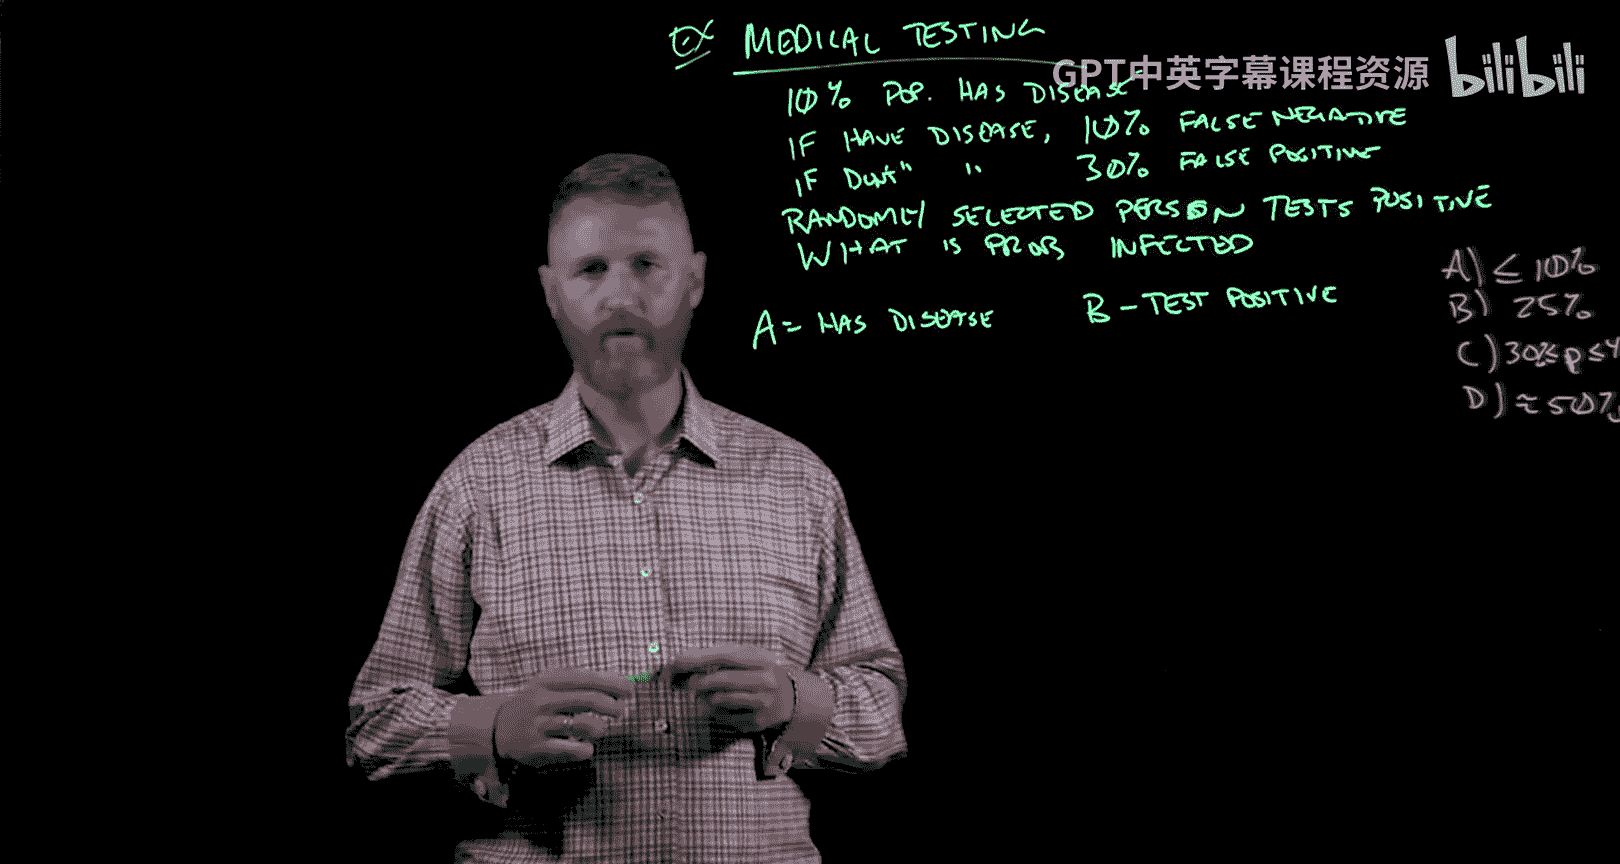 EX MEDICAL TESTING
GPT中英字幕课程资源 bilibili
10% POP. HAS DISEASE
IF HAVE DISEASE, 10% FALSE NEGATIVE
IF DON'T " " 30% FALSE POSITIVE
RANDOMLY SELECTED PERSON TESTS POSITIVE
WHAT IS PROB INFECTED
A = HAS DISEASE B - TEST POSITIVE
A) ≤ 10%
B) 25%
C) 30% ≤ p ≤ 4
D) ≈ 50%